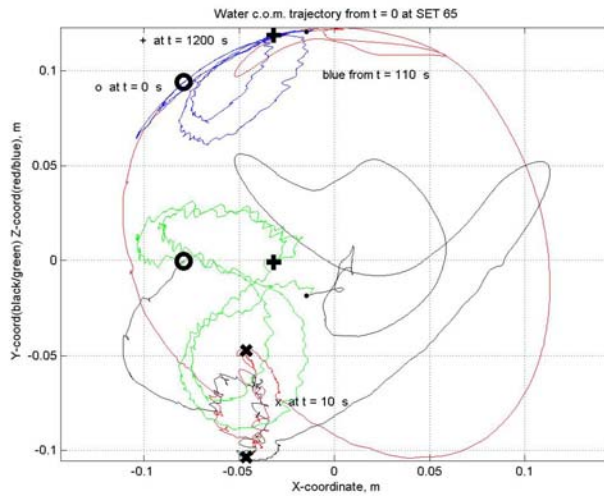 Water c.o.m. trajectory from t = 0 at SET 65
+ at t = 1200 s
o at t = 0 s
blue from t = 110 s
x at t = 10 s
0.1
0.05
0
-0.05
-0.1
-0.1
-0.05
0
0.05
0.1
X-coordinate, m
Y-coord(black/green) Z-coord(red/blue), m